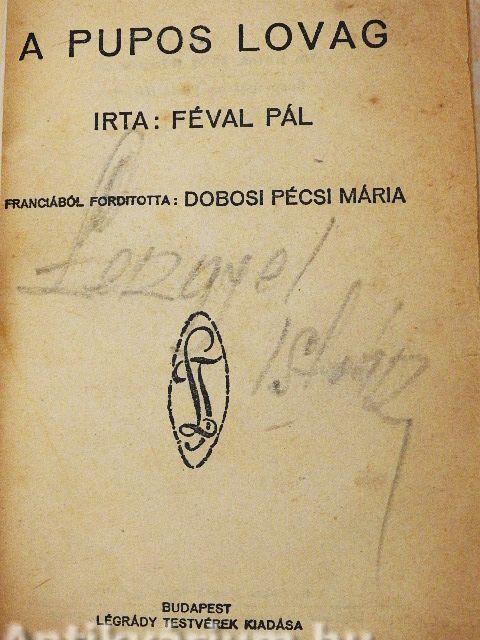 A PUPOS LOVAG
IRTA: FÉVAL PÁL
FRANCIÁBÓL FORDITOTTA: DOBOSI PÉCSI MÁRIA
Lengyel
István
BUDAPEST
LÉGRÁDY TESTVÉREK KIADÁSA